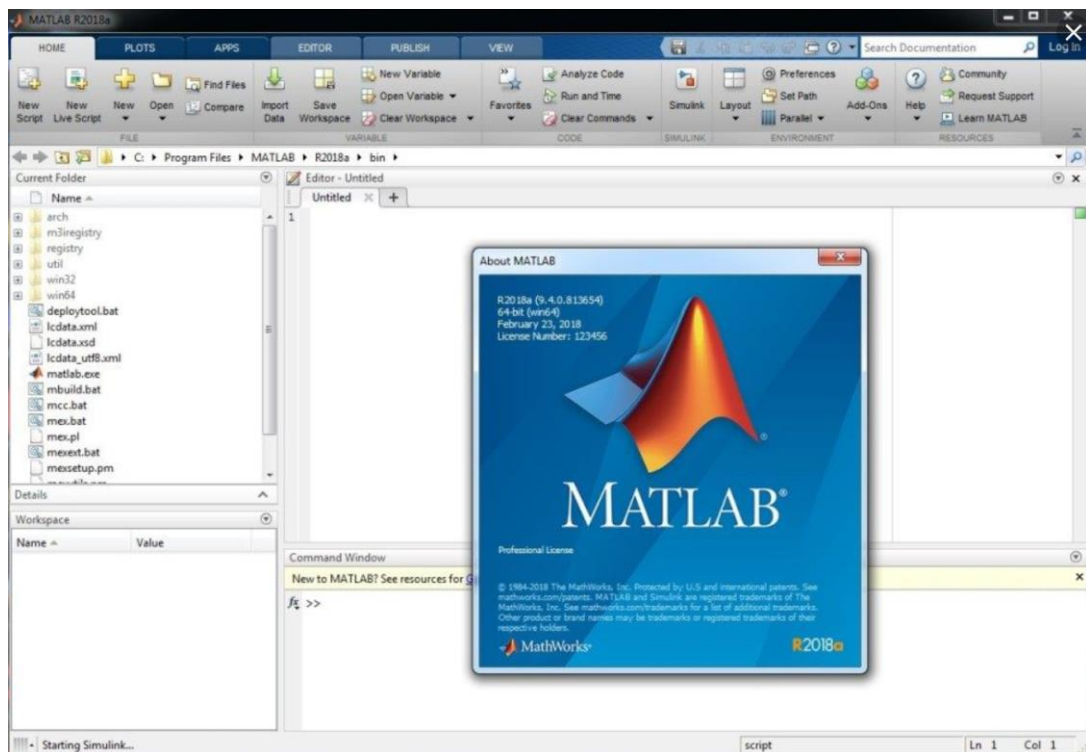 MATLAB R2018a
HOME PLOTS APPS EDITOR PUBLISH VIEW Search Documentation Log In
New Script
New Live Script
New
Open
Find Files
Compare
Import Data
Save Workspace
New Variable
Open Variable
Clear Workspace
Favorites
Analyze Code
Run and Time
Clear Commands
Simulink
Layout
Preferences
Set Path
Parallel
Add-Ons
Help
Community
Request Support
Learn MATLAB
FILE VARIABLE CODE SIMULINK ENVIRONMENT RESOURCES
C: Program Files MATLAB R2018a bin
Current Folder
Name
arch
m3iregistry
registry
util
win32
win64
deploytool.bat
lcdata.xml
lcdata.xsd
lcdata_utf8.xml
matlab.exe
mbuild.bat
mcc.bat
mex.bat
mex.pl
mexext.bat
mexsetup.pm
Details
Workspace
Name Value
Editor - Untitled
Untitled
1
About MATLAB
R2018a (9.4.0.813654)
64-bit (win64)
February 23, 2018
License Number: 123456
MATLAB®
Professional License
© 1984-2018 The MathWorks, Inc. Protected by U.S and international patents. See
mathworks.com/patents. MATLAB and Simulink are registered trademarks of The
MathWorks, Inc. See mathworks.com/trademarks for a list of additional trademarks.
Other product or brand names may be trademarks or registered trademarks of their
respective holders.
MathWorks® R2018a
Command Window
New to MATLAB? See resources for
fx >>
Starting Simulink... script Ln 1 Col 1